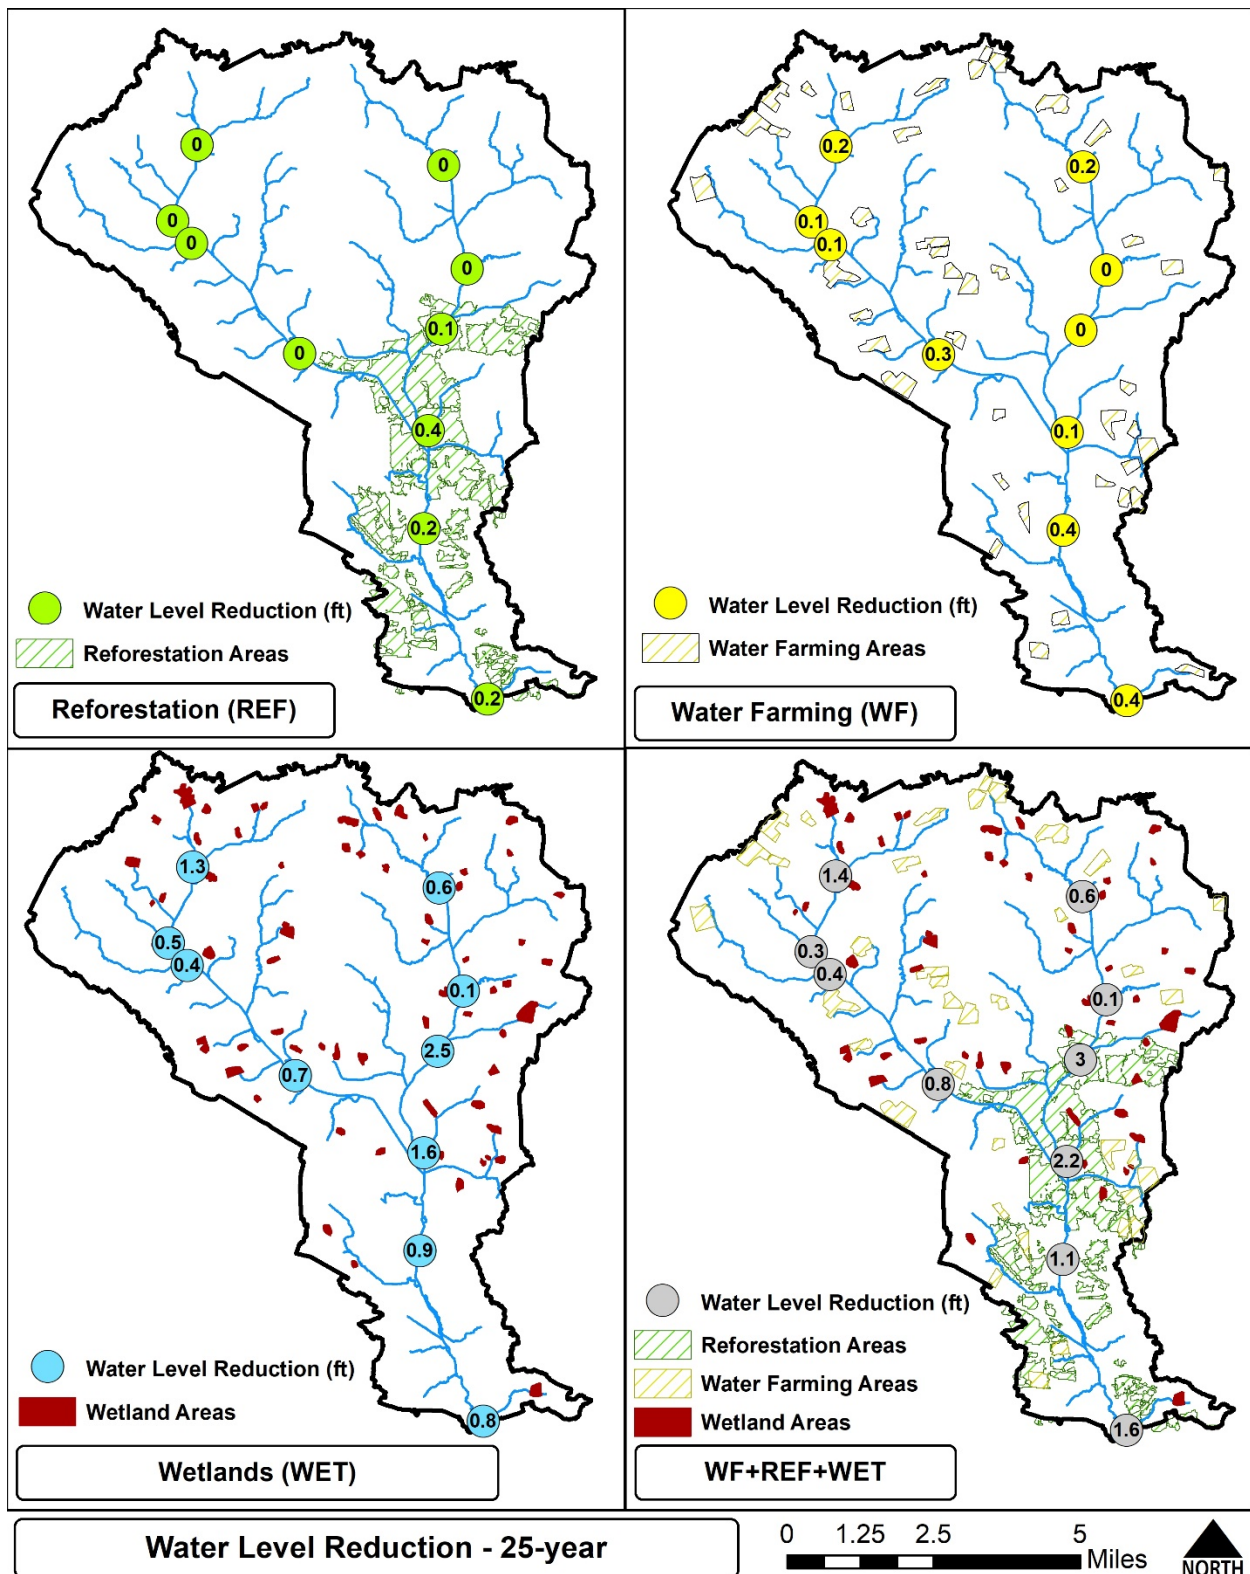 0
0
0
0
0
0.1
0
0.4
0.2
0.2
Water Level Reduction (ft)
Reforestation Areas
Reforestation (REF)
0.2
0.2
0.1
0.1
0
0
0.3
0.1
0.4
0.4
Water Level Reduction (ft)
Water Farming Areas
Water Farming (WF)
1.3
0.6
0.5
0.4
0.1
2.5
0.7
1.6
0.9
0.8
Water Level Reduction (ft)
Wetland Areas
Wetlands (WET)
1.4
0.6
0.3
0.4
0.1
3
0.8
2.2
1.1
1.6
Water Level Reduction (ft)
Reforestation Areas
Water Farming Areas
Wetland Areas
WF+REF+WET
Water Level Reduction - 25-year
0 1.25 2.5 5
Miles
NORTH